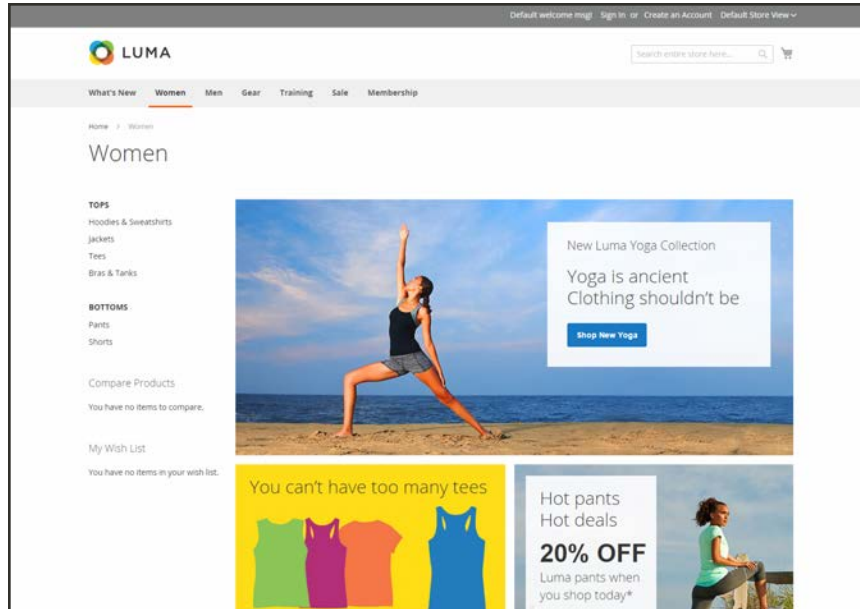 Default welcome msg! Sign In or Create an Account Default Store View
LUMA
Search entire store here...
What's New Women Men Gear Training Sale Membership
Home > Women
Women
TOPS
Hoodies & Sweatshirts
Jackets
Tees
Bras & Tanks
BOTTOMS
Pants
Shorts
Compare Products
You have no items to compare.
My Wish List
You have no items in your wish list.
New Luma Yoga Collection
Yoga is ancient
Clothing shouldn't be
Shop New Yoga
You can't have too many tees
Hot pants
Hot deals
20% OFF
Luma pants when
you shop today*